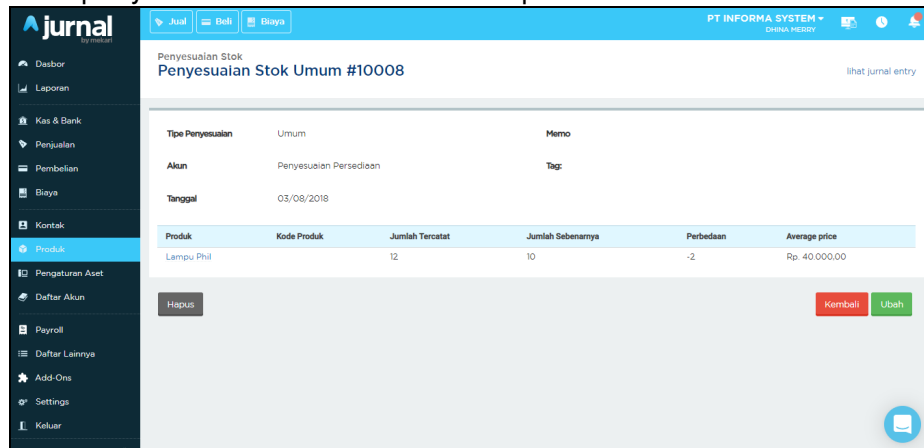 jurnal
by mekari
Jual Beli Biaya
PT INFORMA SYSTEM
DHINA MERRY
Dasbor
Laporan
Kas & Bank
Penjualan
Pembelian
Biaya
Kontak
Produk
Pengaturan Aset
Daftar Akun
Payroll
Daftar Lainnya
Add-Ons
Settings
Keluar
Penyesuaian Stok
Penyesuaian Stok Umum #10008
lihat jurnal entry
Tipe Penyesuaian Umum Memo
Akun Penyesuaian Persediaan Tag:
Tanggal 03/08/2018
Produk Kode Produk Jumlah Tercatat Jumlah Sebenarnya Perbedaan Average price
Lampu Phil 12 10 -2 Rp. 40.000,00
Hapus Kembali Ubah